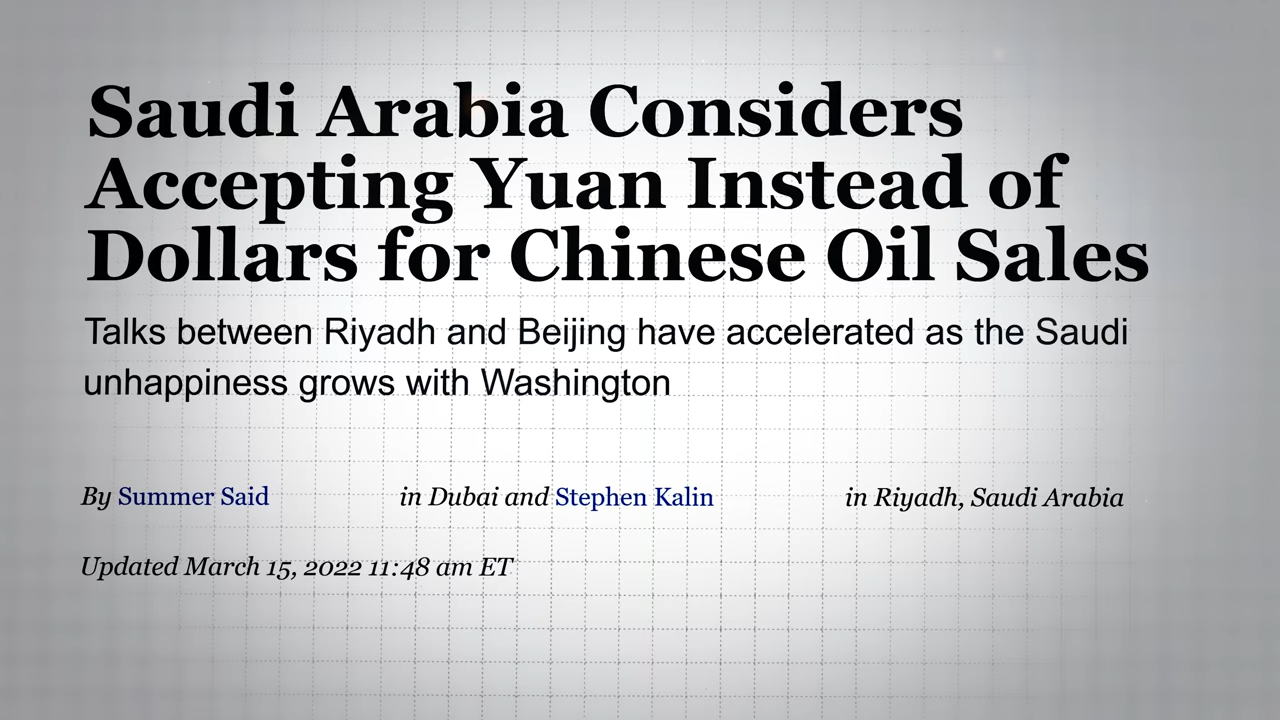 Saudi Arabia Considers
Accepting Yuan Instead of
Dollars for Chinese Oil Sales
Talks between Riyadh and Beijing have accelerated as the Saudi
unhappiness grows with Washington
By Summer Said in Dubai and Stephen Kalin in Riyadh, Saudi Arabia
Updated March 15, 2022 11:48 am ET